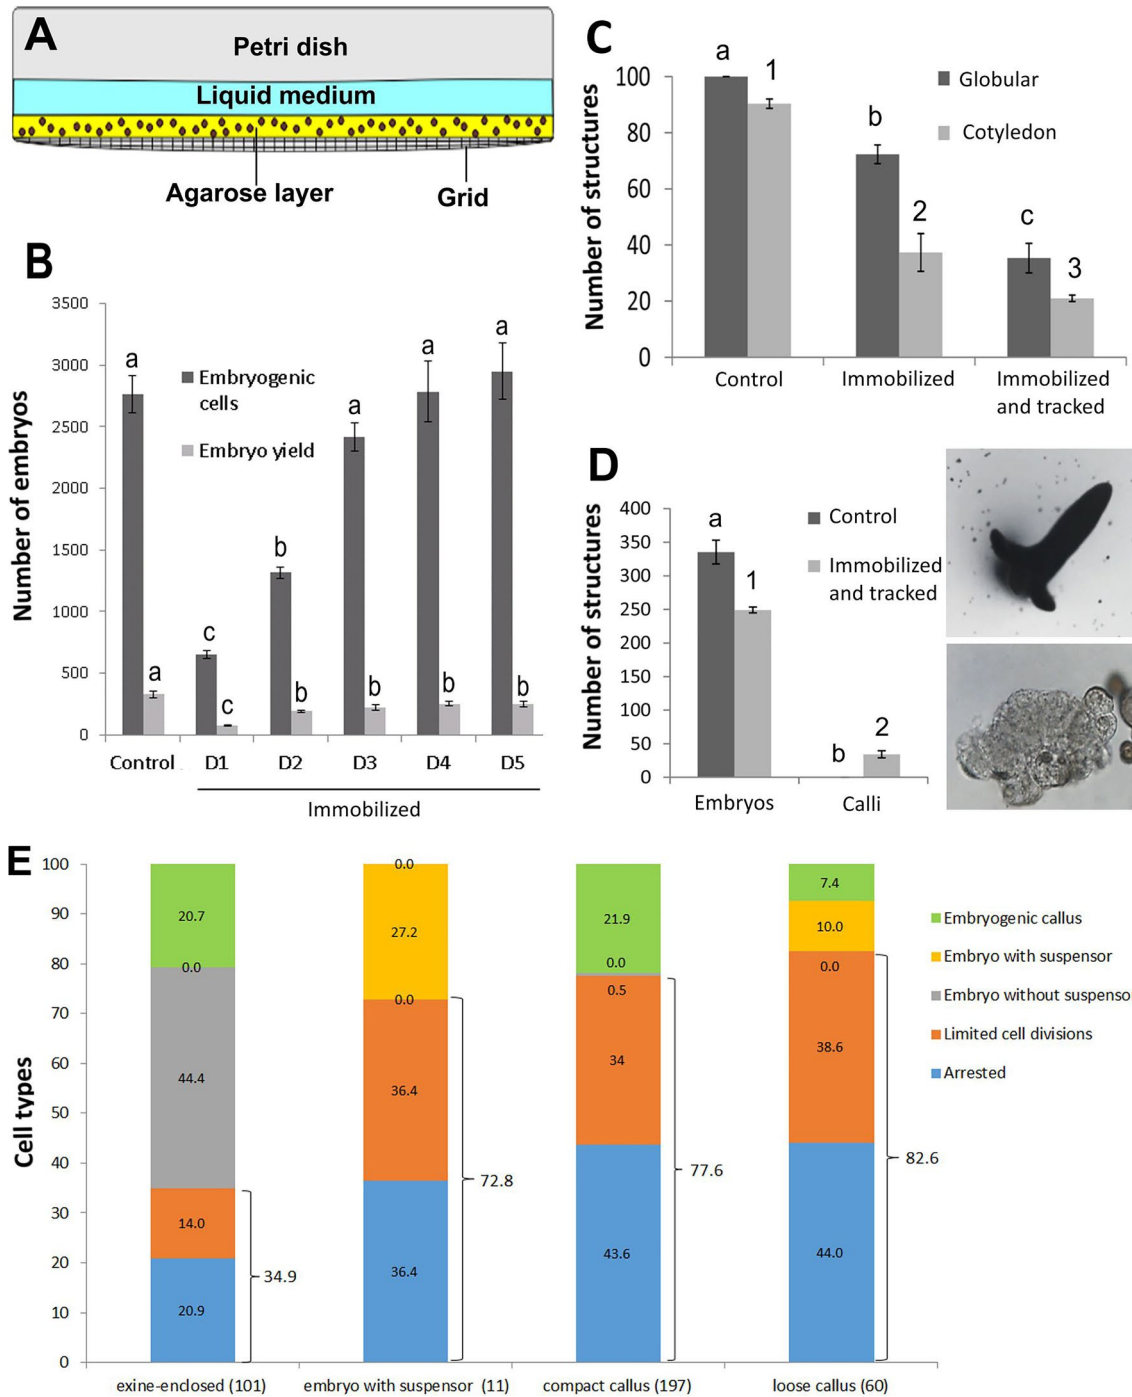 A
Petri dish
Liquid medium
Agarose layer
Grid
B
Number of embryos
3500
3000
2500
2000
1500
1000
500
0
a
a
c
c
b
b
a
b
a
b
a
b
Embryogenic
cells
Embryo yield
Control
D1
D2
D3
D4
D5
Immobilized
C
Number of structures
100
80
60
40
20
0
a
1
b
2
c
3
Globular
Cotyledon
Control
Immobilized
Immobilized
and tracked
D
Number of structures
400
350
300
250
200
150
100
50
0
a
1
b
2
Control
Immobilized
and tracked
Embryos
Calli
E
Cell types
100
90
80
70
60
50
40
30
20
10
0
20.7
0.0
44.4
14.0
20.9
34.9
0.0
27.2
0.0
36.4
36.4
72.8
21.9
0.0
0.5
34
43.6
77.6
7.4
10.0
0.0
38.6
44.0
82.6
Embryogenic callus
Embryo with suspensor
Embryo without suspenso
Limited cell divisions
Arrested
exine-enclosed (101)
embryo with suspensor (11)
compact callus (197)
loose callus (60)